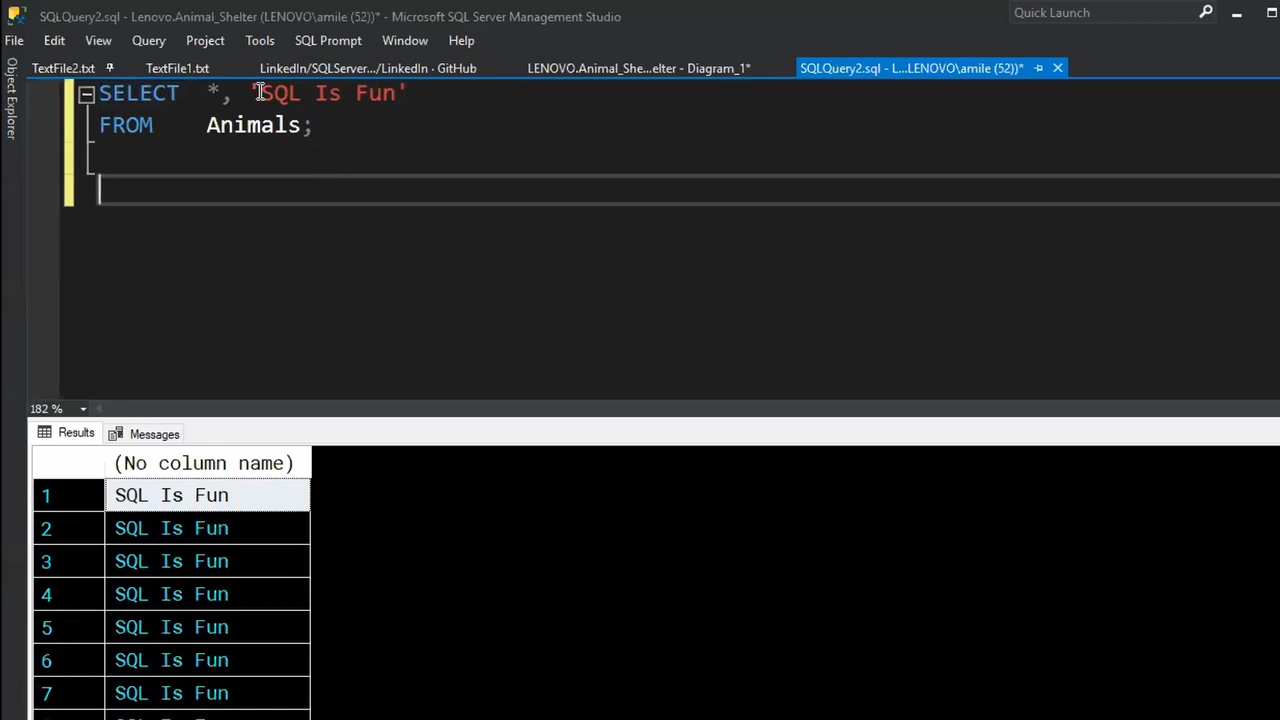 SQLQuery2.sql - Lenovo.Animal_Shelter (LENOVO\amile (52))* - Microsoft SQL Server Management Studio
Quick Launch
File Edit View Query Project Tools SQL Prompt Window Help
TextFile2.txt TextFile1.txt LinkedIn/SQLServer.../LinkedIn · GitHub LENOVO.Animal_She...elter - Diagram_1* SQLQuery2.sql - L...LENOVO\amile (52))*
Object Explorer
SELECT *, 'SQL Is Fun'
FROM Animals;
182 %
Results Messages
(No column name)
1 SQL Is Fun
2 SQL Is Fun
3 SQL Is Fun
4 SQL Is Fun
5 SQL Is Fun
6 SQL Is Fun
7 SQL Is Fun